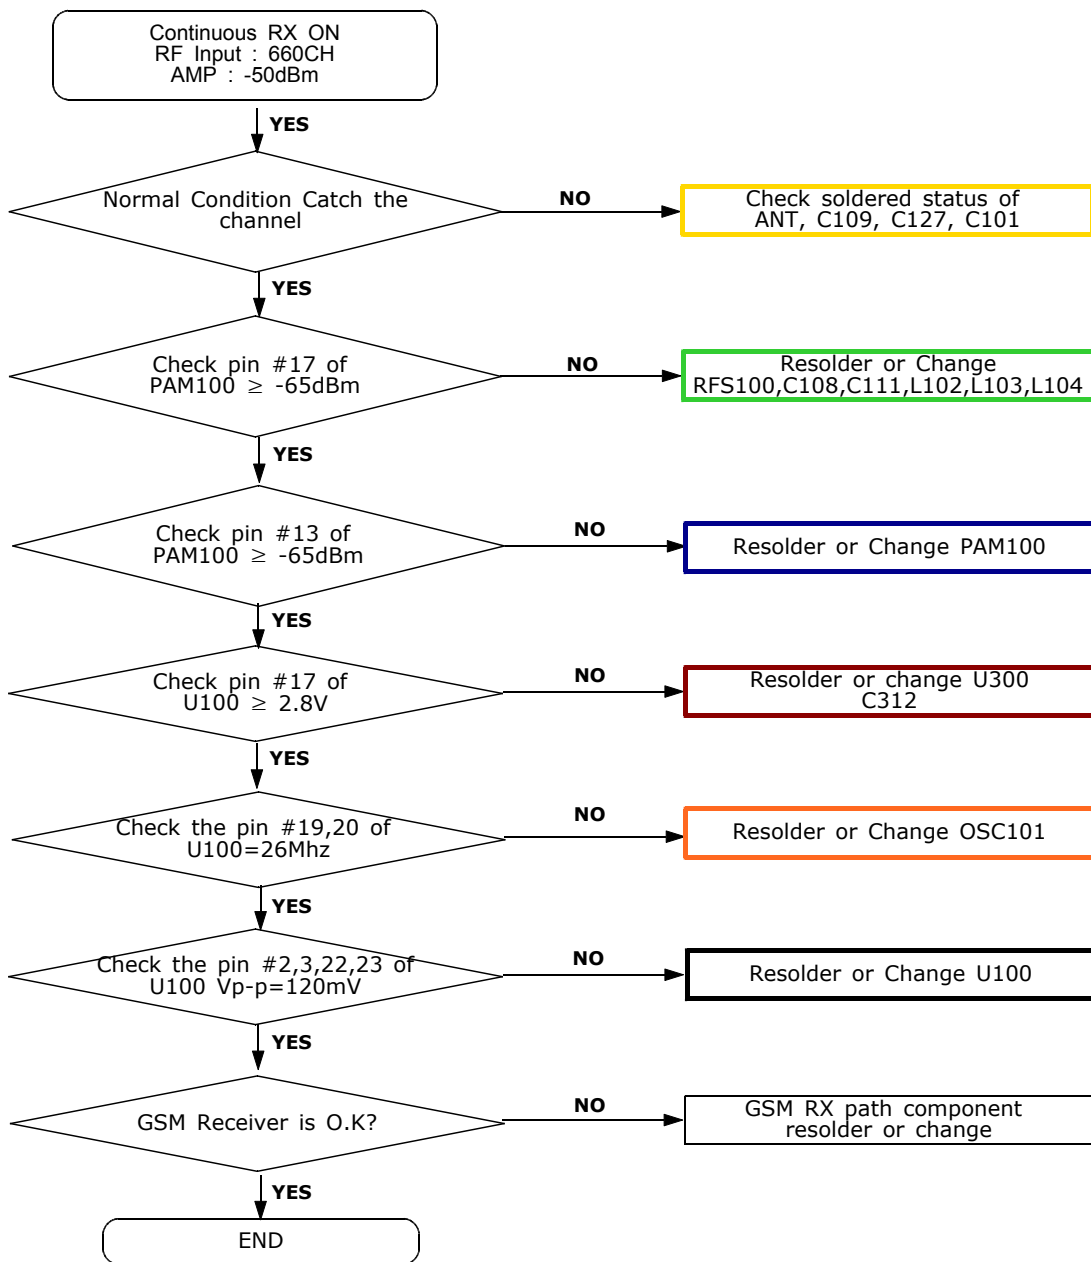 Continuous RX ON
RF Input : 660CH
AMP : -50dBm
YES
Normal Condition Catch the
channel
NO
Check soldered status of
ANT, C109, C127, C101
YES
Check pin #17 of
PAM100 ≥ -65dBm
NO
Resolder or Change
RFS100,C108,C111,L102,L103,L104
YES
Check pin #13 of
PAM100 ≥ -65dBm
NO
Resolder or Change PAM100
YES
Check pin #17 of
U100 ≥ 2.8V
NO
Resolder or change U300
C312
YES
Check the pin #19,20 of
U100=26Mhz
NO
Resolder or Change OSC101
YES
Check the pin #2,3,22,23 of
U100 Vp-p=120mV
NO
Resolder or Change U100
YES
GSM Receiver is O.K?
NO
GSM RX path component
resolder or change
YES
END